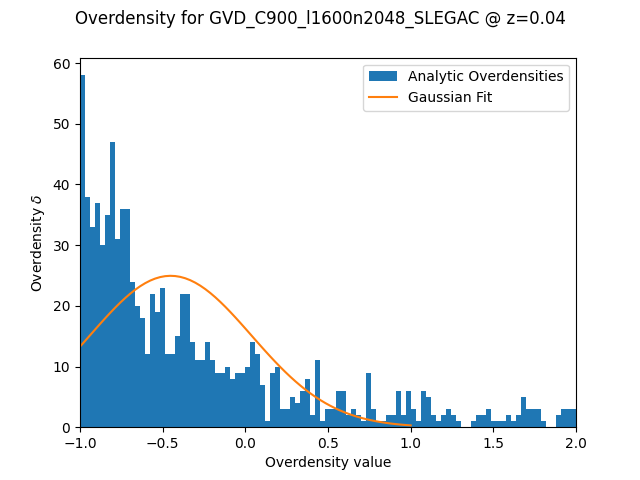 Overdensity for GVD_C900_l1600n2048_SLEGAC @ z=0.04
Analytic Overdensities
Gaussian Fit
Overdensity δ
60
50
40
30
20
10
0
−1.0 −0.5 0.0 0.5 1.0 1.5 2.0
Overdensity value